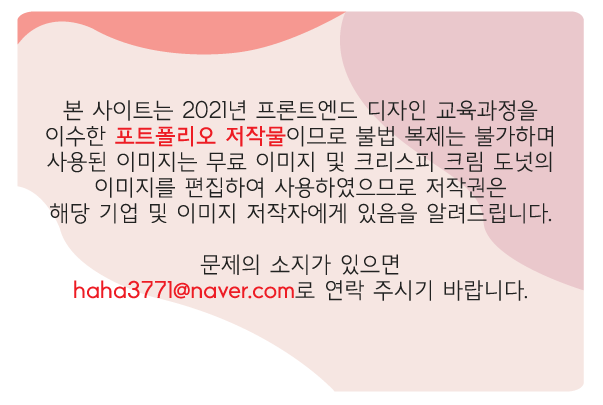 본 사이트는 2021년 프론트엔드 디자인 교육과정을
이수한 포트폴리오 저작물이므로 불법 복제는 불가하며
사용된 이미지는 무료 이미지 및 크리스피 크림 도넛의
이미지를 편집하여 사용하였으므로 저작권은
해당 기업 및 이미지 저작자에게 있음을 알려드립니다.
문제의 소지가 있으면
haha3771@naver.com로 연락 주시기 바랍니다.